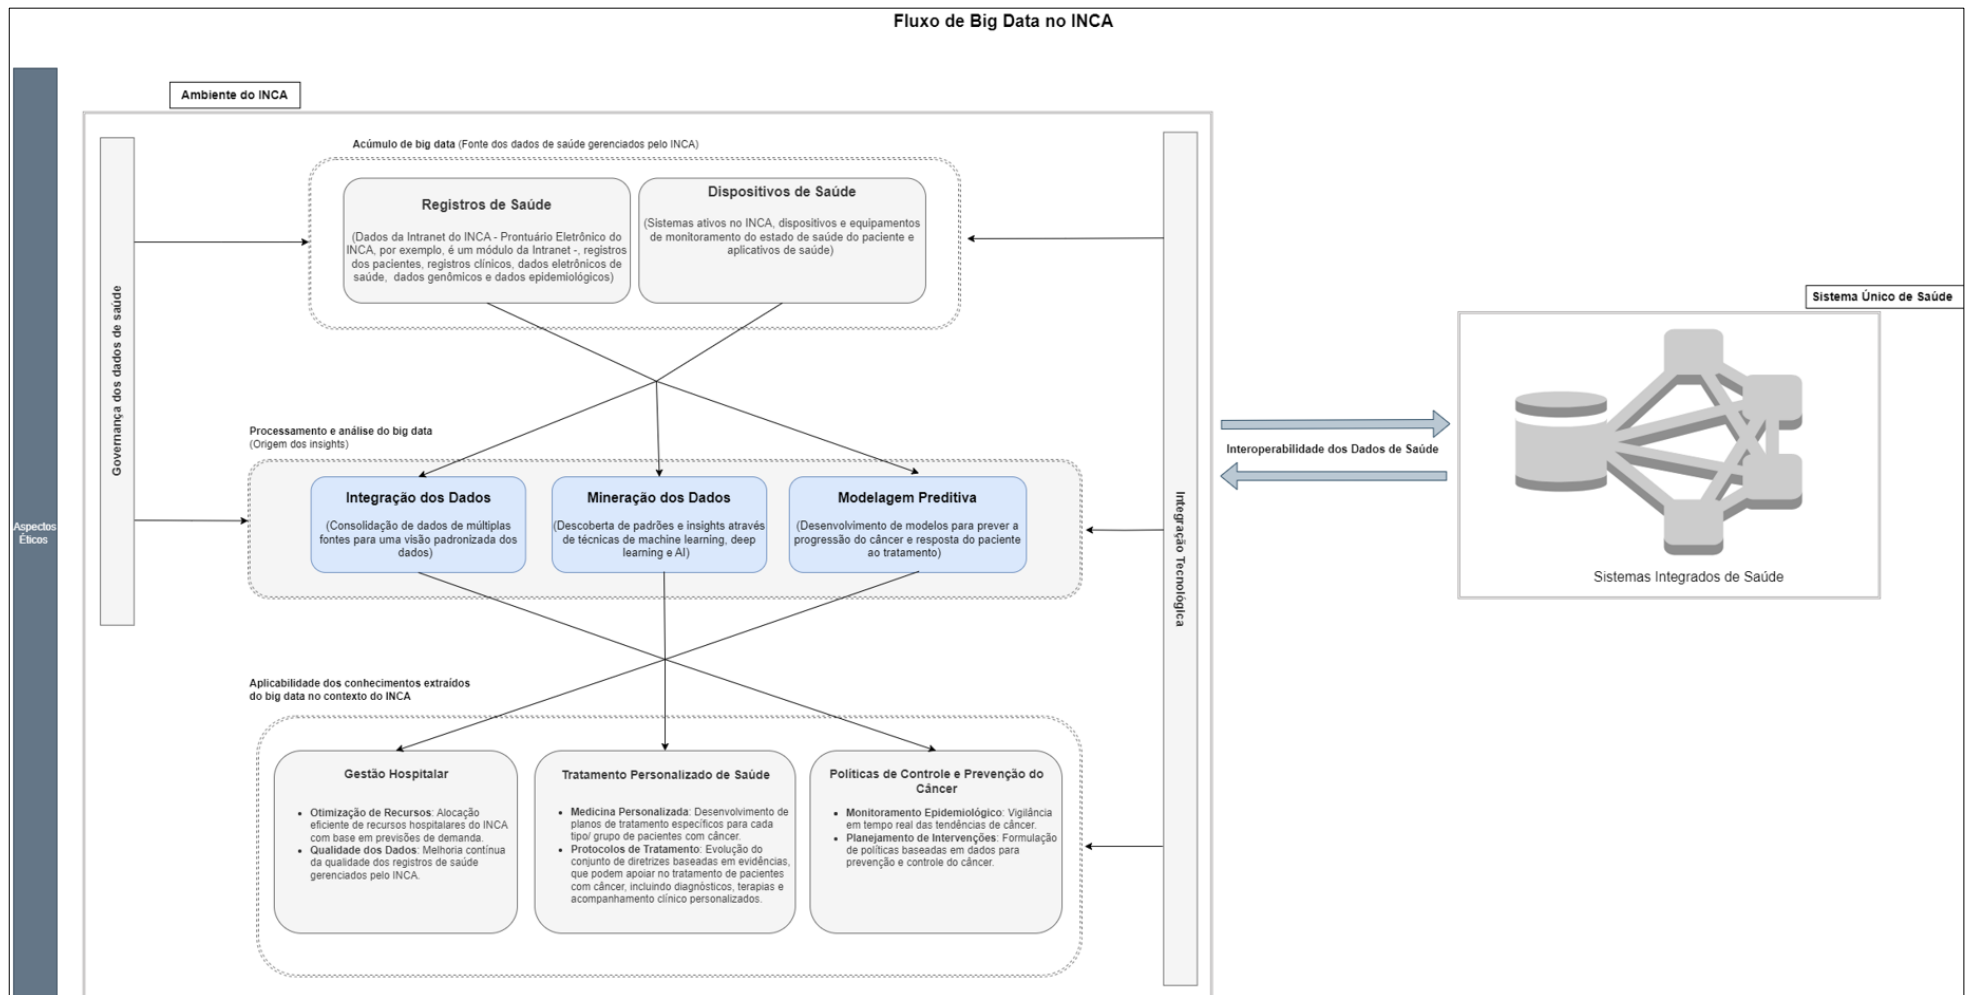 Fluxo de Big Data no INCA
Ambiente do INCA
Aspectos
Éticos
Governança dos dados de saúde
Acúmulo de big data (Fonte dos dados de saúde gerenciados pelo INCA)
Registros de Saúde
(Dados da Intranet do INCA - Prontuário Eletrônico do
INCA, por exemplo, é um módulo da Intranet -, registros
dos pacientes, registros clínicos, dados eletrônicos de
saúde, dados genômicos e dados epidemiológicos)
Dispositivos de Saúde
(Sistemas ativos no INCA, dispositivos e equipamentos
de monitoramento do estado de saúde do paciente e
aplicativos de saúde)
Processamento e análise do big data
(Origem dos insights)
Integração dos Dados
(Consolidação de dados de múltiplas
fontes para uma visão padronizada dos
dados)
Mineração dos Dados
(Descoberta de padrões e insights através
de técnicas de machine learning, deep
learning e AI)
Modelagem Preditiva
(Desenvolvimento de modelos para prever a
progressão do câncer e resposta do paciente
ao tratamento)
Aplicabilidade dos conhecimentos extraídos
do big data no contexto do INCA
Gestão Hospitalar
• Otimização de Recursos: Alocação
eficiente de recursos hospitalares do INCA
com base em previsões de demanda.
• Qualidade dos Dados: Melhoria contínua
da qualidade dos registros de saúde
gerenciados pelo INCA.
Tratamento Personalizado de Saúde
• Medicina Personalizada: Desenvolvimento de
planos de tratamento específicos para cada
tipo/ grupo de pacientes com câncer.
• Protocolos de Tratamento: Evolução do
conjunto de diretrizes baseadas em evidências,
que podem apoiar no tratamento de pacientes
com câncer, incluindo diagnósticos, terapias e
acompanhamento clínico personalizados.
Políticas de Controle e Prevenção do
Câncer
• Monitoramento Epidemiológico: Vigilância
em tempo real das tendências de câncer.
• Planejamento de Intervenções: Formulação
de políticas baseadas em dados para
prevenção e controle do câncer.
Integração Tecnológica
Interoperabilidade dos Dados de Saúde
Sistema Único de Saúde
Sistemas Integrados de Saúde